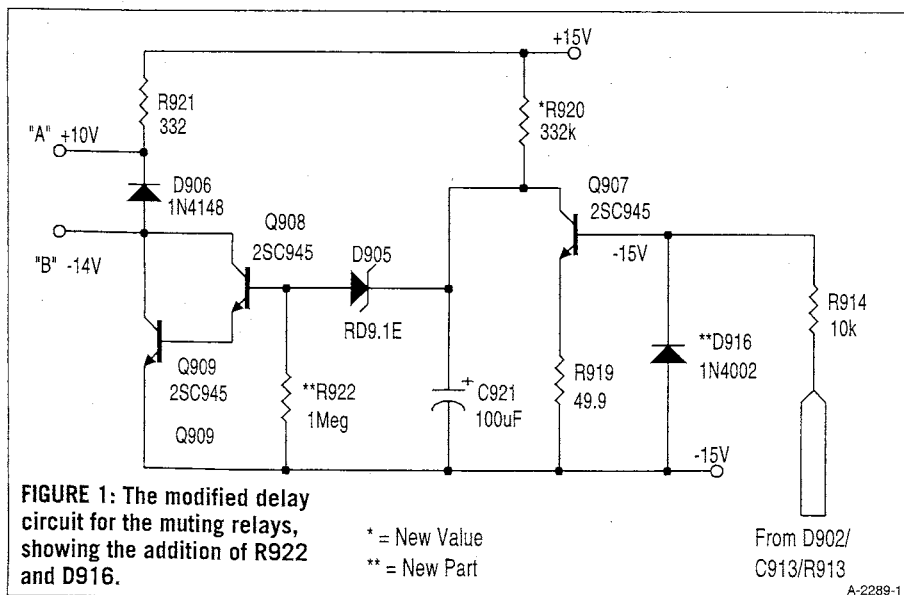 +15V
R921
332
*R920
332k
"A" +10V
D906
1N4148
Q907
2SC945
Q908
2SC945
D905
"B" -14V
-15V
R914
10k
RD9.1E
**D916
1N4002
Q909
2SC945
R919
49.9
**R922
1Meg
C921
100uF
+
Q909
-15V
FIGURE 1: The modified delay
circuit for the muting relays,
showing the addition of R922
and D916.
* = New Value
** = New Part
From D902/
C913/R913
A-2289-1